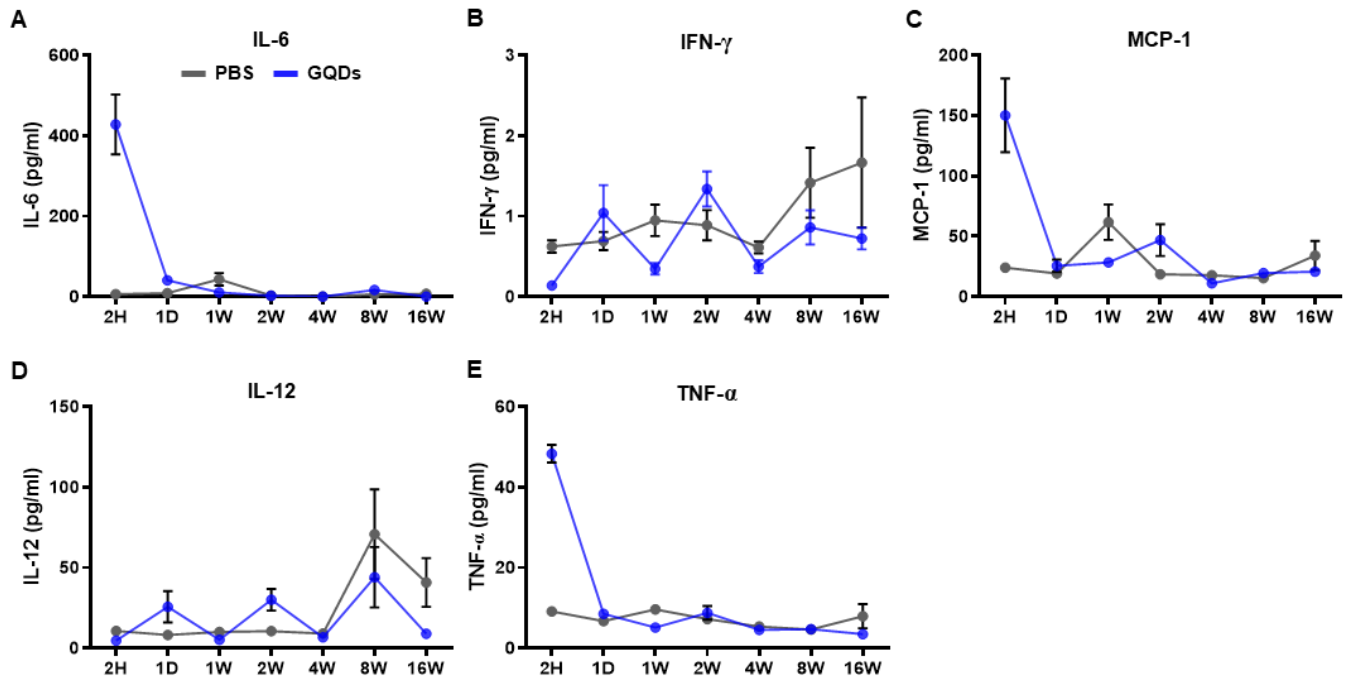 A
IL-6
PBS GQDs
IL-6 (pg/ml)
600
400
200
0
2H 1D 1W 2W 4W 8W 16W
B
IFN-γ
IFN-γ (pg/ml)
3
2
1
0
2H 1D 1W 2W 4W 8W 16W
C
MCP-1
MCP-1 (pg/ml)
200
150
100
50
0
2H 1D 1W 2W 4W 8W 16W
D
IL-12
IL-12 (pg/ml)
150
100
50
0
2H 1D 1W 2W 4W 8W 16W
E
TNF-α
TNF-α (pg/ml)
60
40
20
0
2H 1D 1W 2W 4W 8W 16W